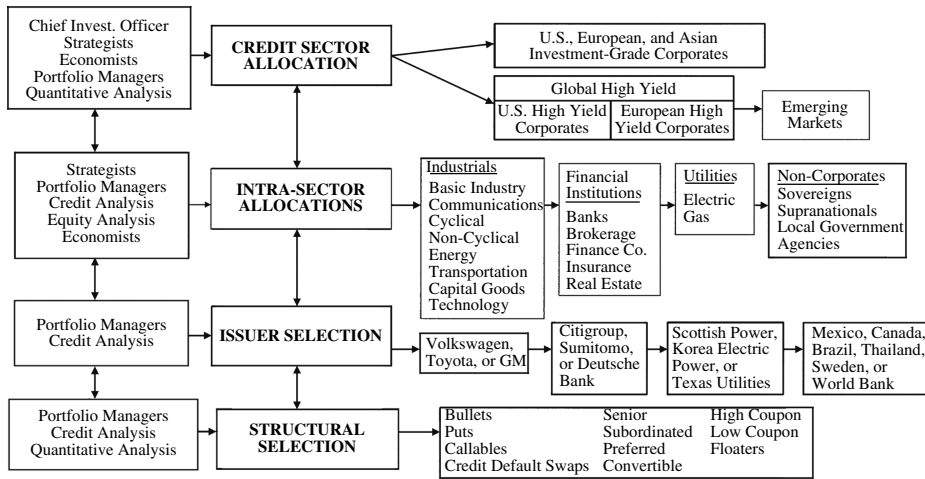 Chief Invest. Officer
Strategists
Economists
Portfolio Managers
Quantitative Analysis
CREDIT SECTOR
ALLOCATION
U.S., European, and Asian
Investment-Grade Corporates
Global High Yield
U.S. High Yield
Corporates
European High
Yield Corporates
Emerging
Markets
Strategists
Portfolio Managers
Credit Analysis
Equity Analysis
Economists
INTRA-SECTOR
ALLOCATIONS
Industrials
Basic Industry
Communications
Cyclical
Non-Cyclical
Energy
Transportation
Capital Goods
Technology
Financial
Institutions
Banks
Brokerage
Finance Co.
Insurance
Real Estate
Utilities
Electric
Gas
Non-Corporates
Sovereigns
Supranationals
Local Government
Agencies
Portfolio Managers
Credit Analysis
ISSUER SELECTION
Volkswagen,
Toyota, or GM
Citigroup,
Sumitomo,
or Deutsche
Bank
Scottish Power,
Korea Electric
Power, or
Texas Utilities
Mexico, Canada,
Brazil, Thailand,
Sweden, or
World Bank
Portfolio Managers
Credit Analysis
Quantitative Analysis
STRUCTURAL
SELECTION
Bullets
Puts
Callables
Credit Default Swaps
Senior
Subordinated
Preferred
Convertible
High Coupon
Low Coupon
Floaters